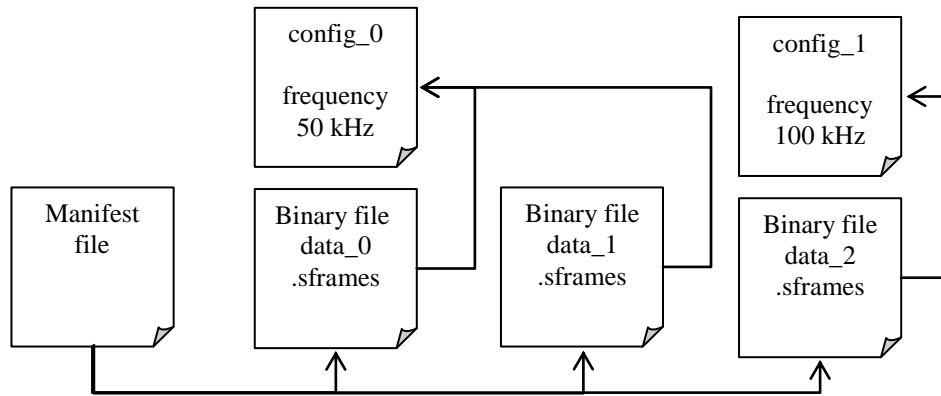 config_0
frequency
50 kHz
config_1
frequency
100 kHz
Manifest
file
Binary file
data_0
.sframes
Binary file
data_1
.sframes
Binary file
data_2
.sframes